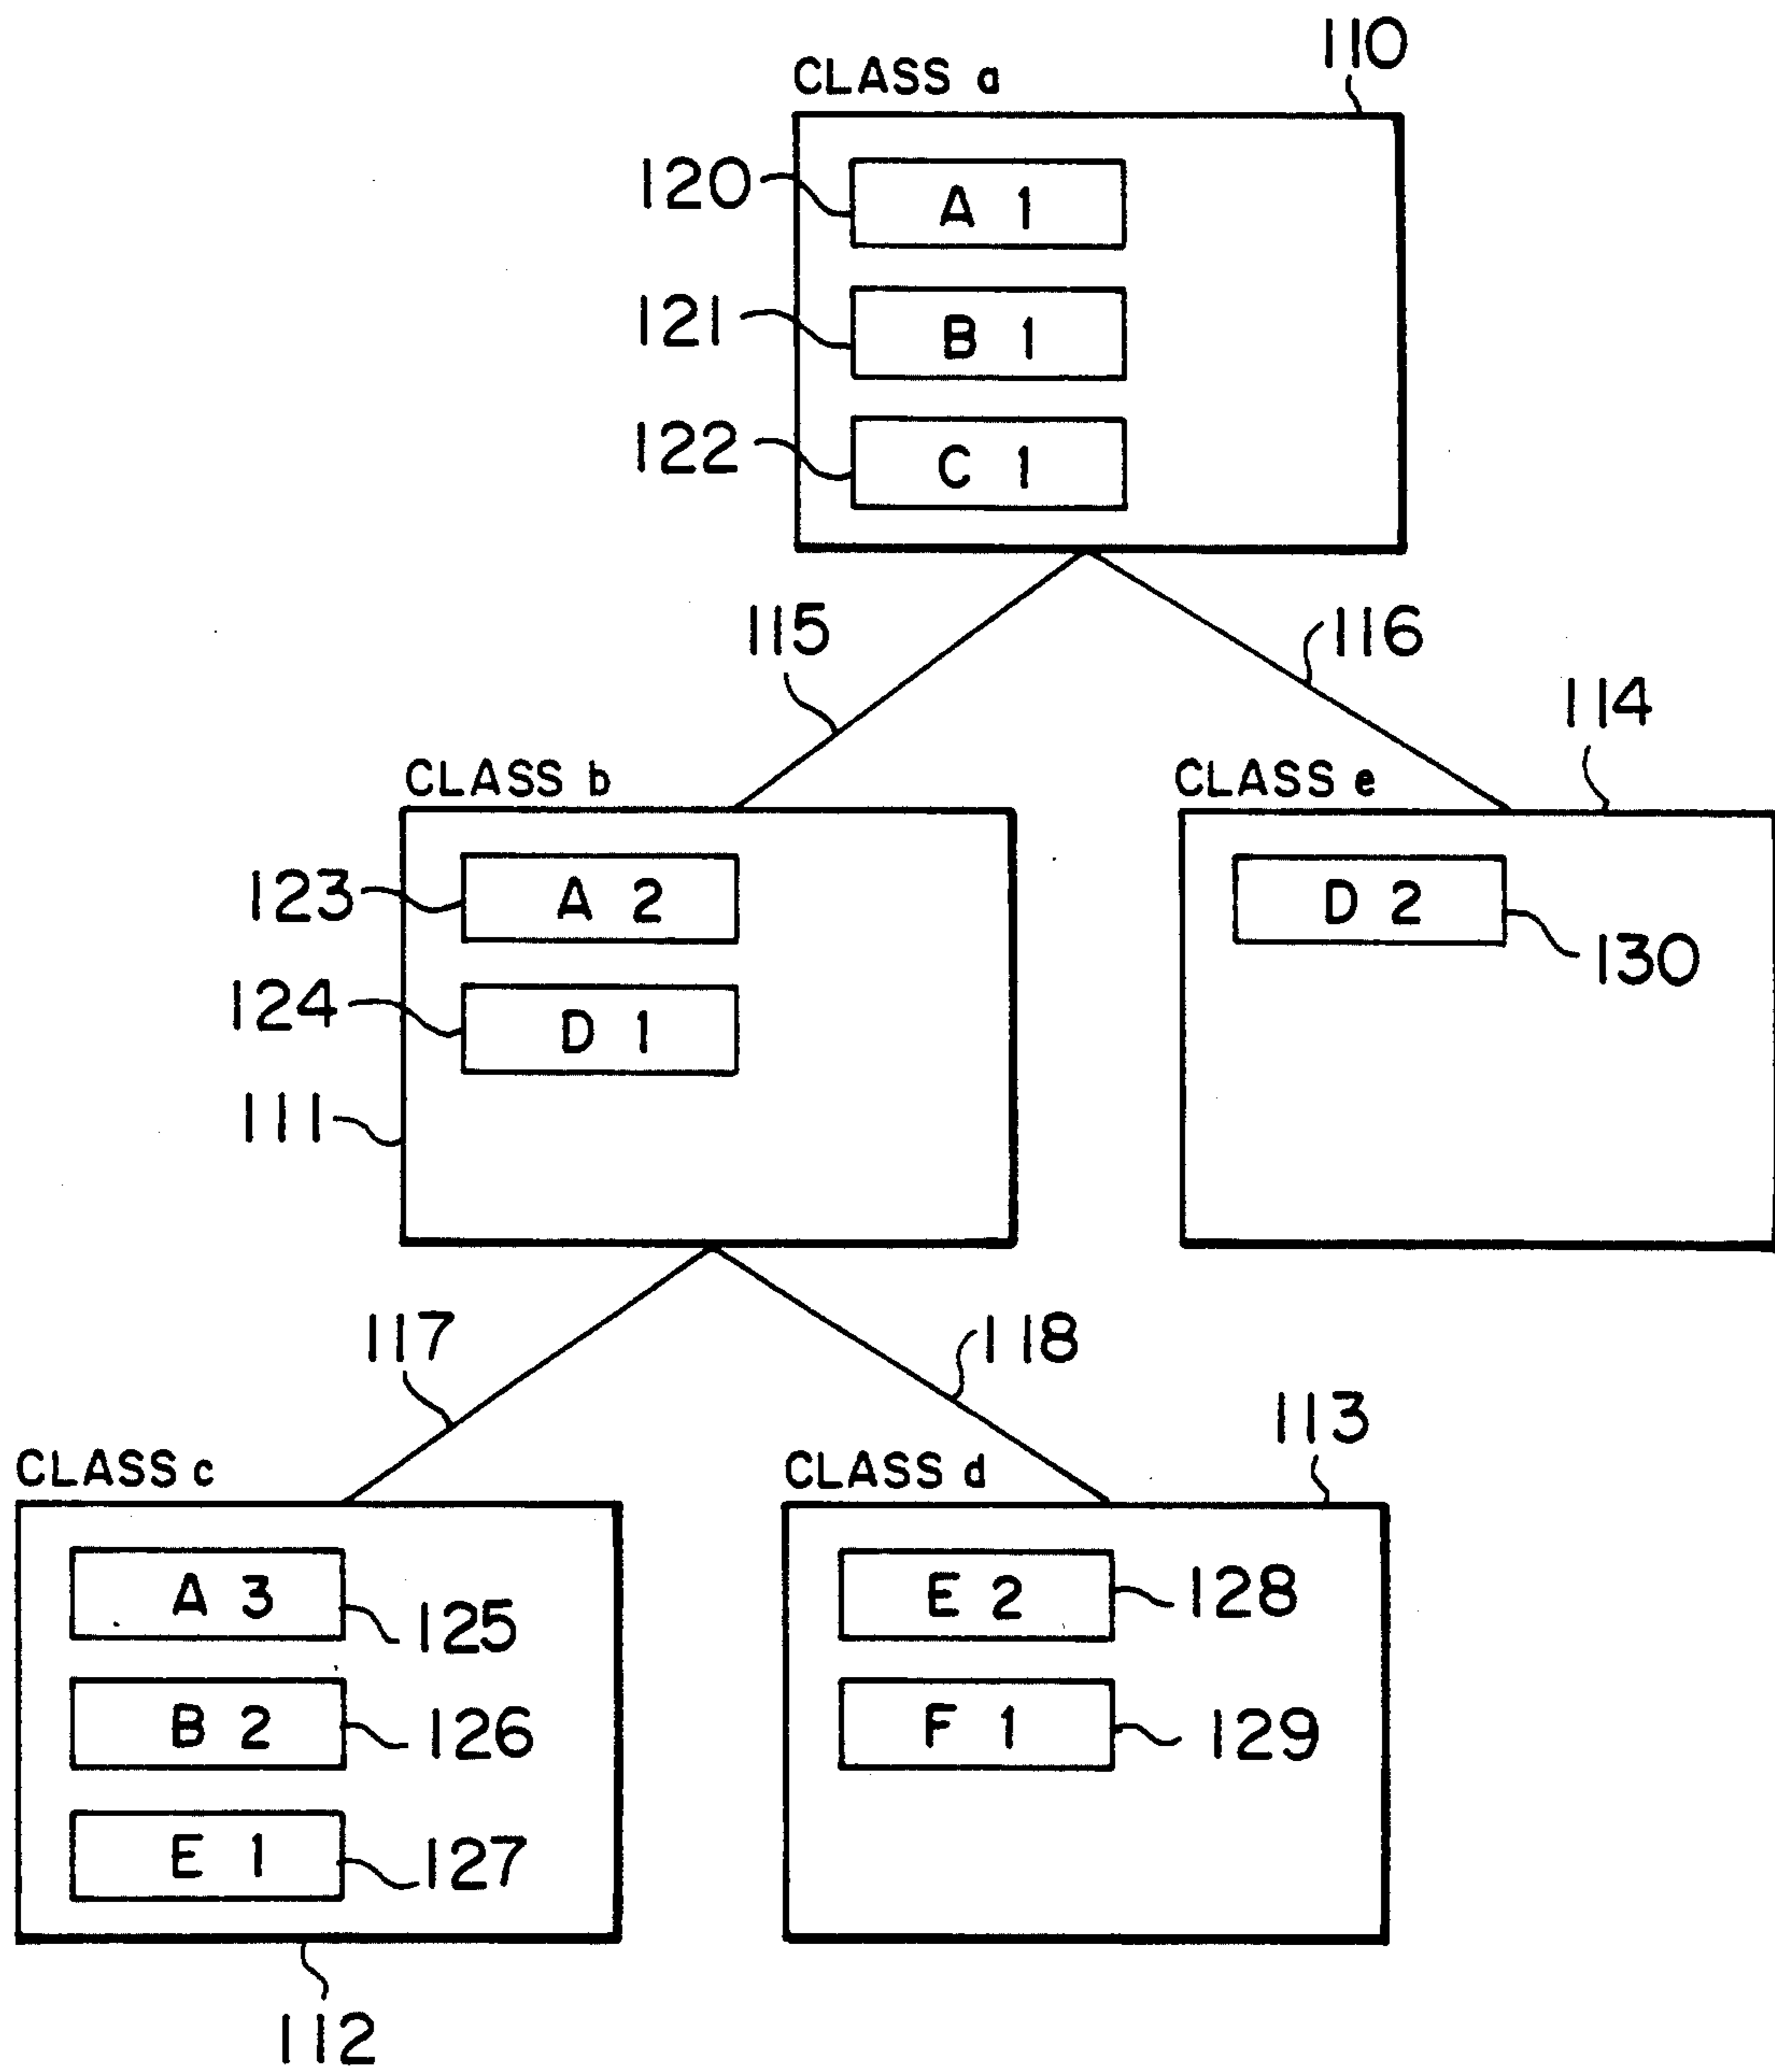 110
CLASS a
120
A 1
121
B 1
122
C 1
115
116
114
CLASS b
CLASS e
123
A 2
D 2
130
124
D 1
111
117
118
113
CLASS c
CLASS d
A 3
125
E 2
128
B 2
126
F 1
129
E 1
127
112